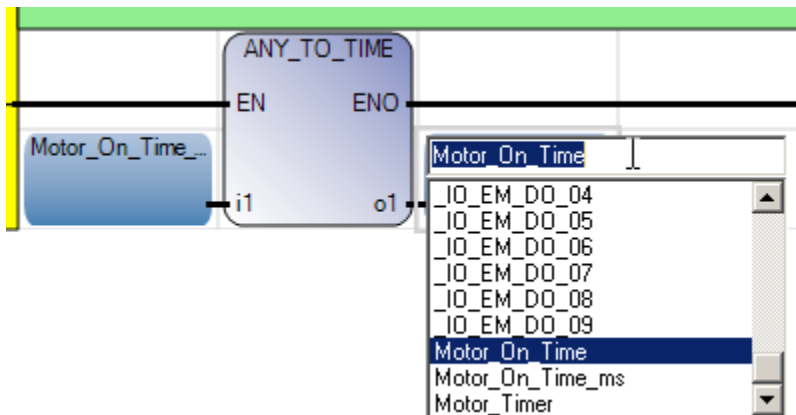 ANY_TO_TIME
EN ENO
Motor_On_Time_...
i1 o1
Motor_On_Time
_IO_EM_DO_04
_IO_EM_DO_05
_IO_EM_DO_06
_IO_EM_DO_07
_IO_EM_DO_08
_IO_EM_DO_09
Motor_On_Time
Motor_On_Time_ms
Motor_Timer